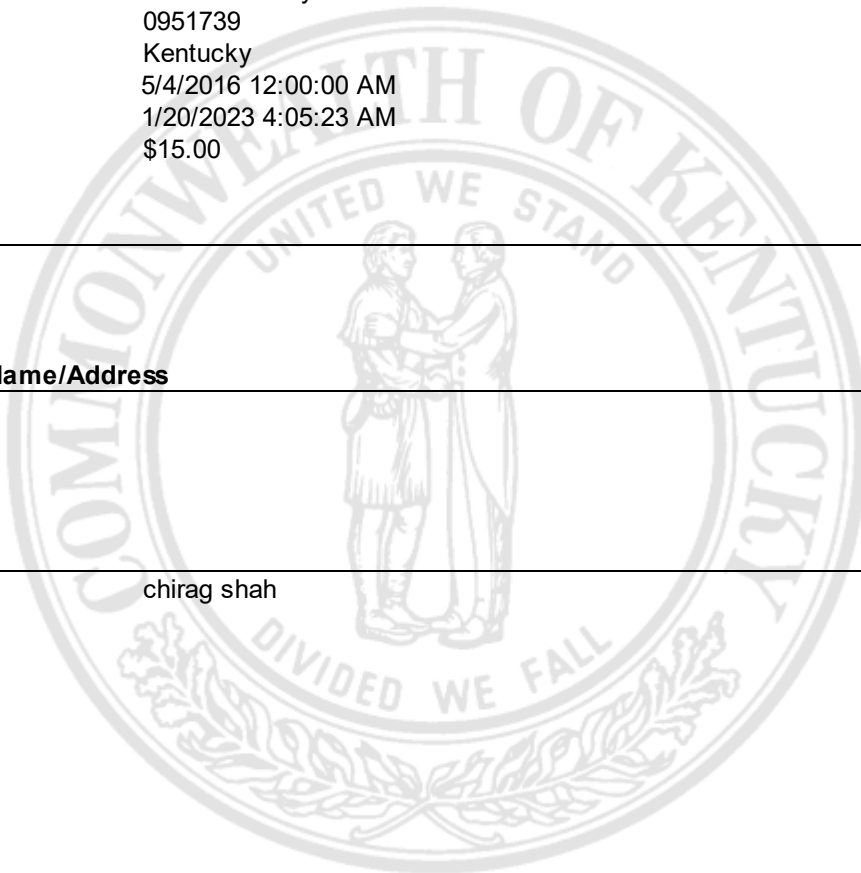 0951739
Kentucky
5/4/2016 12:00:00 AM
1/20/2023 4:05:23 AM
$15.00
COMMONWEALTH OF KENTUCKY
UNITED WE STAND
ame/Address
chirag shah
DIVIDED WE FALL